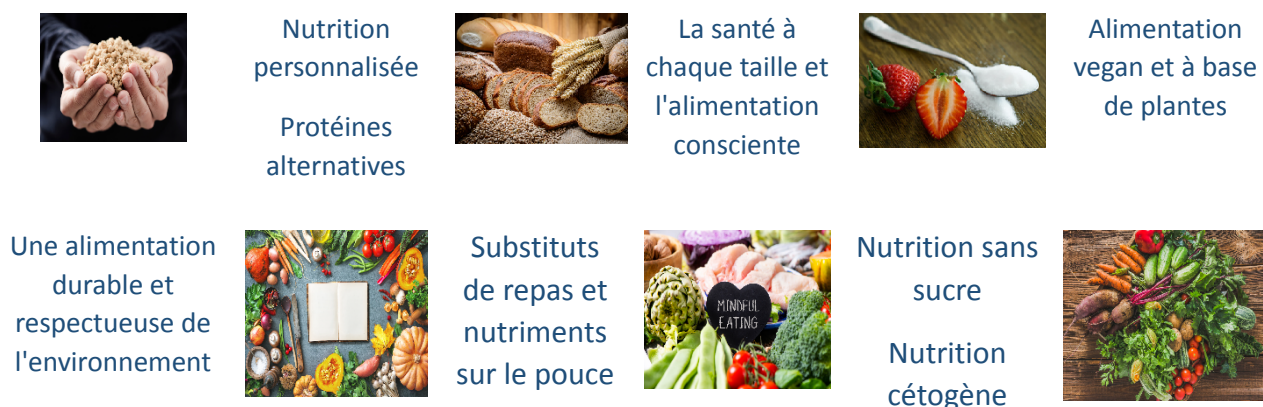 Nutrition
personnalisée
Protéines
alternatives
La santé à
chaque taille et
l'alimentation
consciente
Alimentation
vegan et à base
de plantes
Une alimentation
durable et
respectueuse de
l'environnement
Substituts
de repas et
nutriments
sur le pouce
MINDFUL
EATING
Nutrition sans
sucre
Nutrition
cétogène